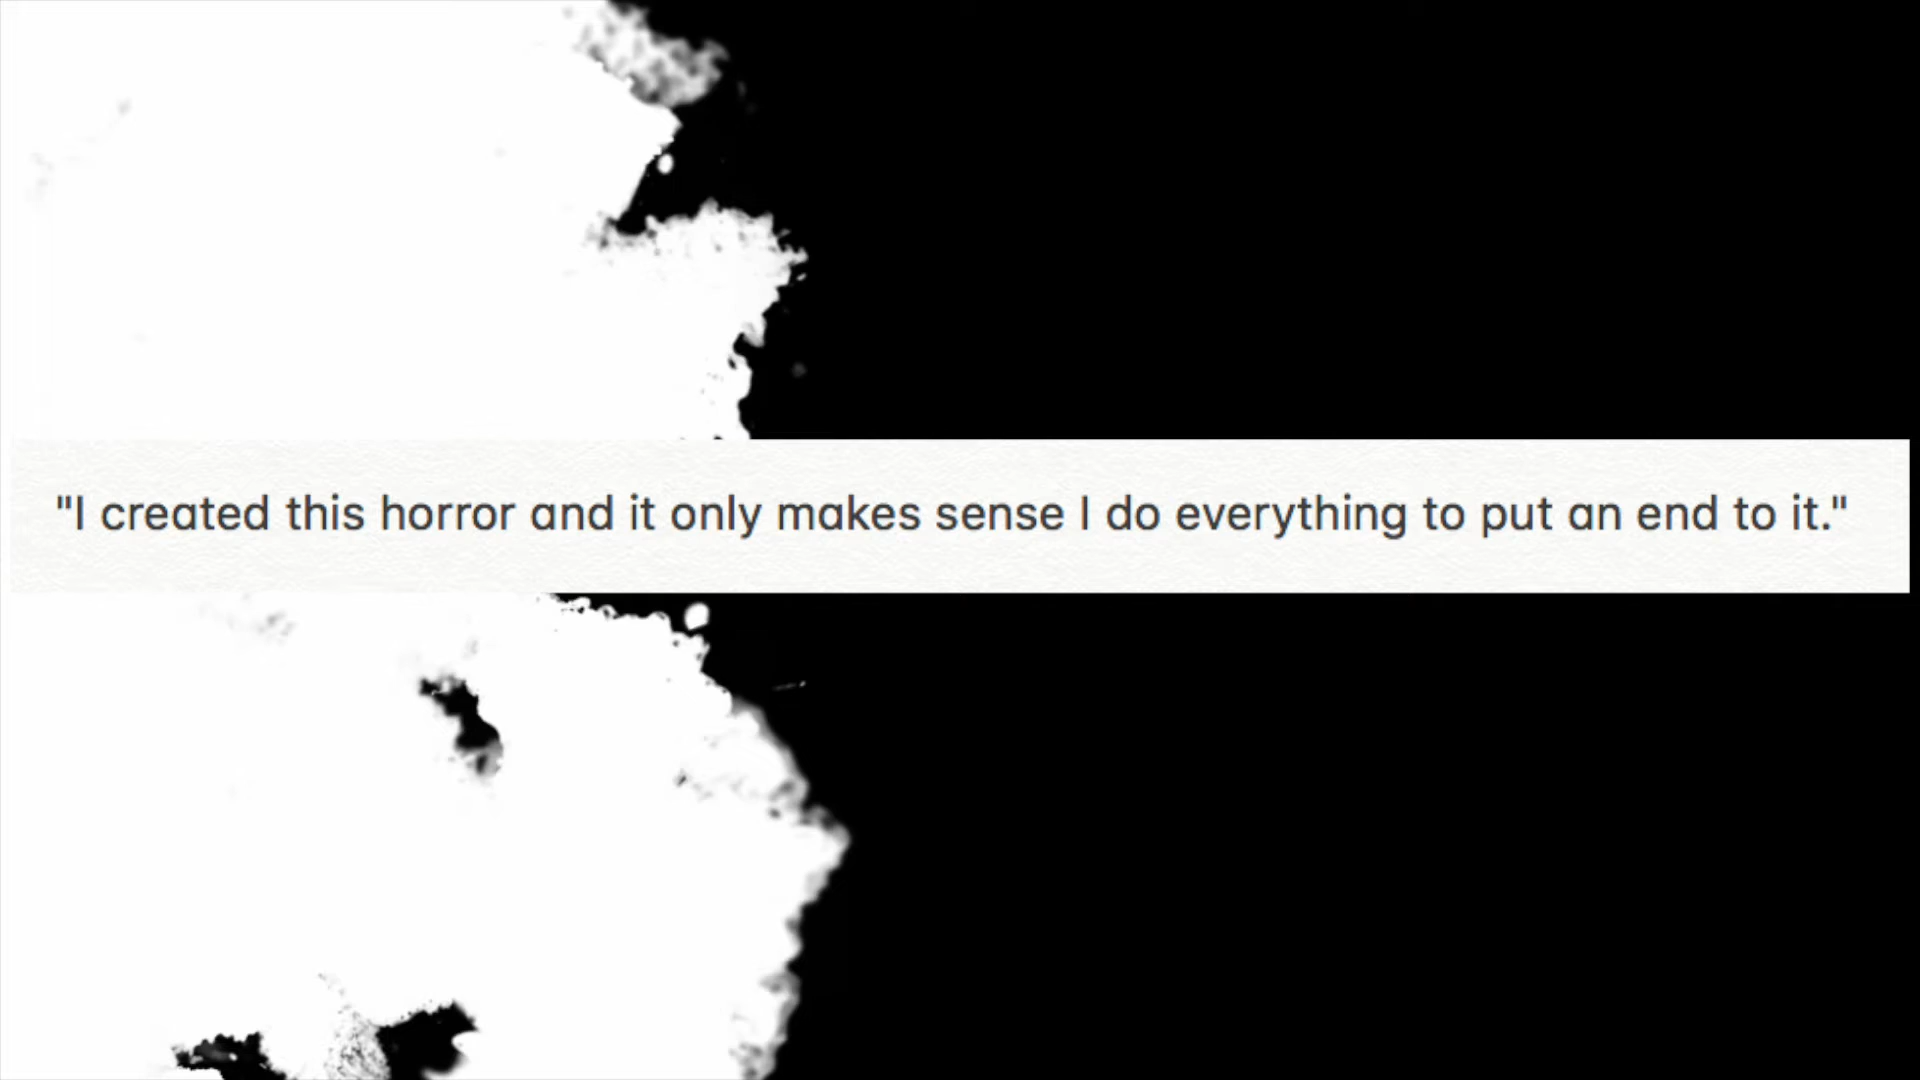 "I created this horror and it only makes sense I do everything to put an end to it."